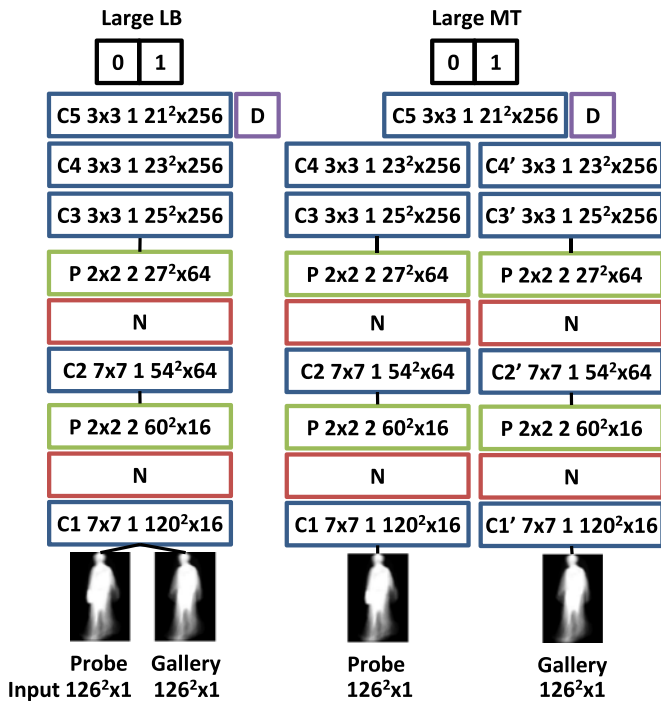 Large LB
0 1
C5 3x3 1 21²x256 D
C4 3x3 1 23²x256
C3 3x3 1 25²x256
P 2x2 2 27²x64
N
C2 7x7 1 54²x64
P 2x2 2 60²x16
N
C1 7x7 1 120²x16
Probe Gallery
Input 126²x1 126²x1
Large MT
0 1
C5 3x3 1 21²x256 D
C4 3x3 1 23²x256 C4’ 3x3 1 23²x256
C3 3x3 1 25²x256 C3’ 3x3 1 25²x256
P 2x2 2 27²x64 P 2x2 2 27²x64
N N
C2 7x7 1 54²x64 C2’ 7x7 1 54²x64
P 2x2 2 60²x16 P 2x2 2 60²x16
N N
C1 7x7 1 120²x16 C1’ 7x7 1 120²x16
Probe Gallery
126²x1 126²x1